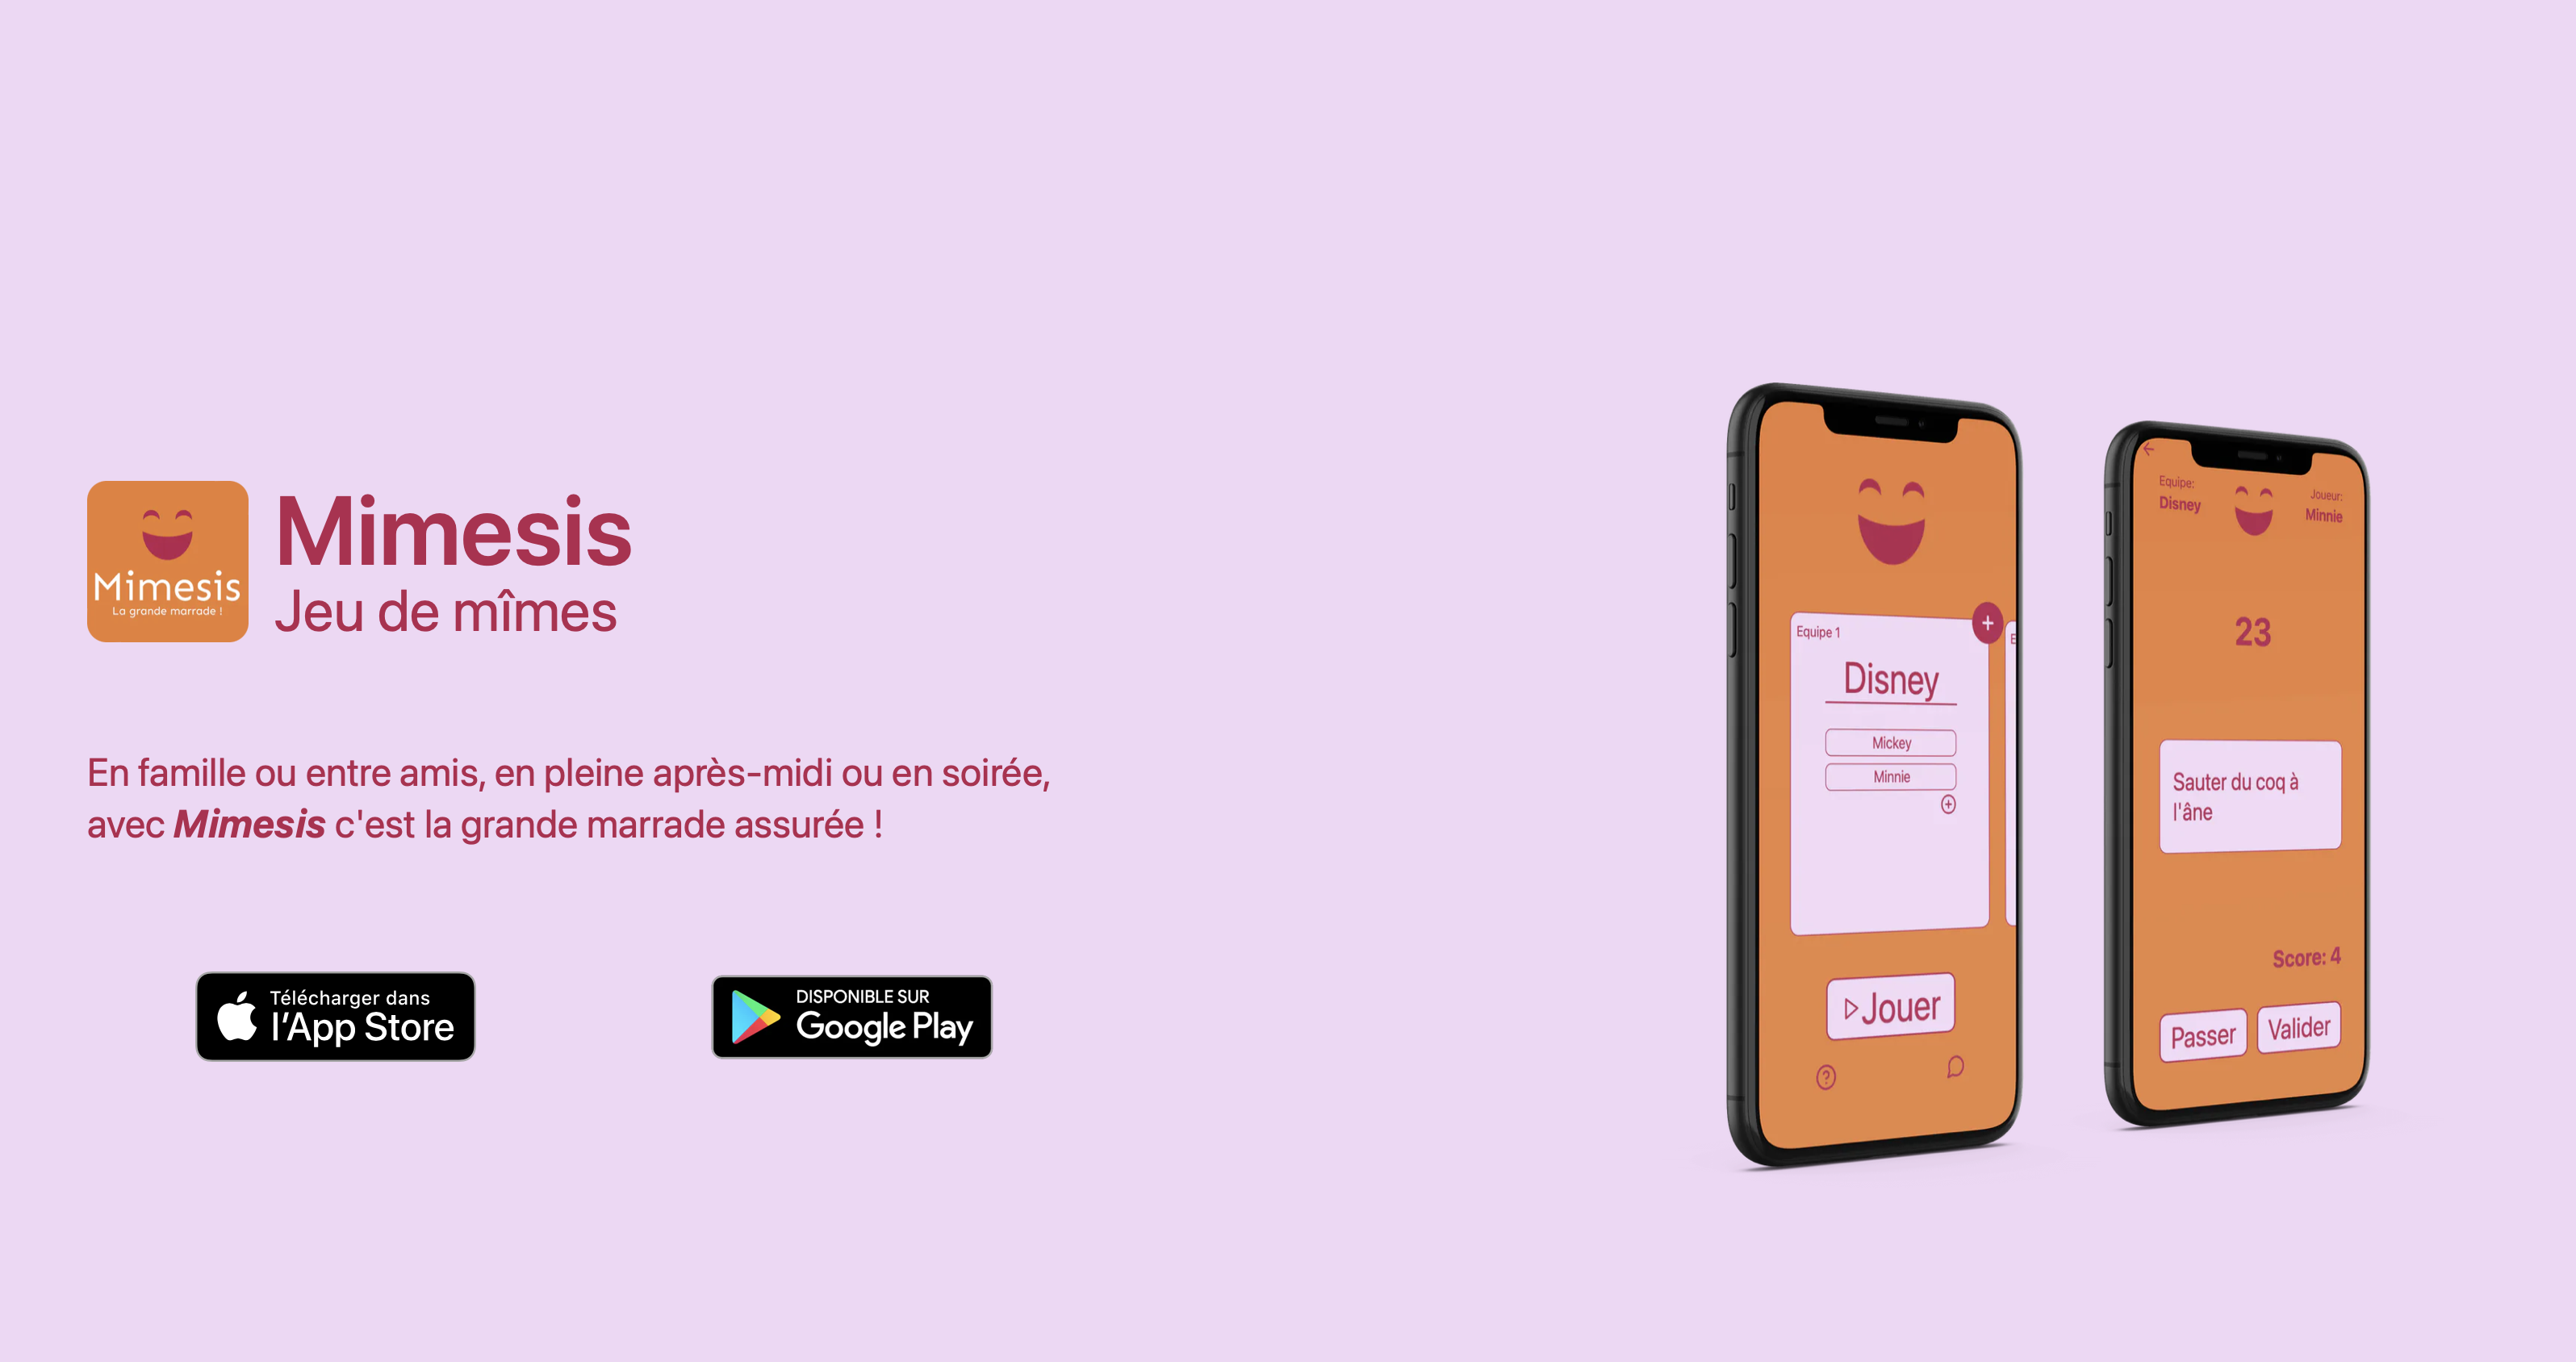 Mimesis
La grande marrade !
Mimesis
Jeu de mîmes
En famille ou entre amis, en pleine après-midi ou en soirée,
avec Mimesis c'est la grande marrade assurée !
Télécharger dans
l'App Store
DISPONIBLE SUR
Google Play
Equipe 1
E
Disney
Mickey
Minnie
Jouer
Equipe:
Disney
Joueur:
Minnie
23
Sauter du coq à
l'âne
Score: 4
Passer
Valider